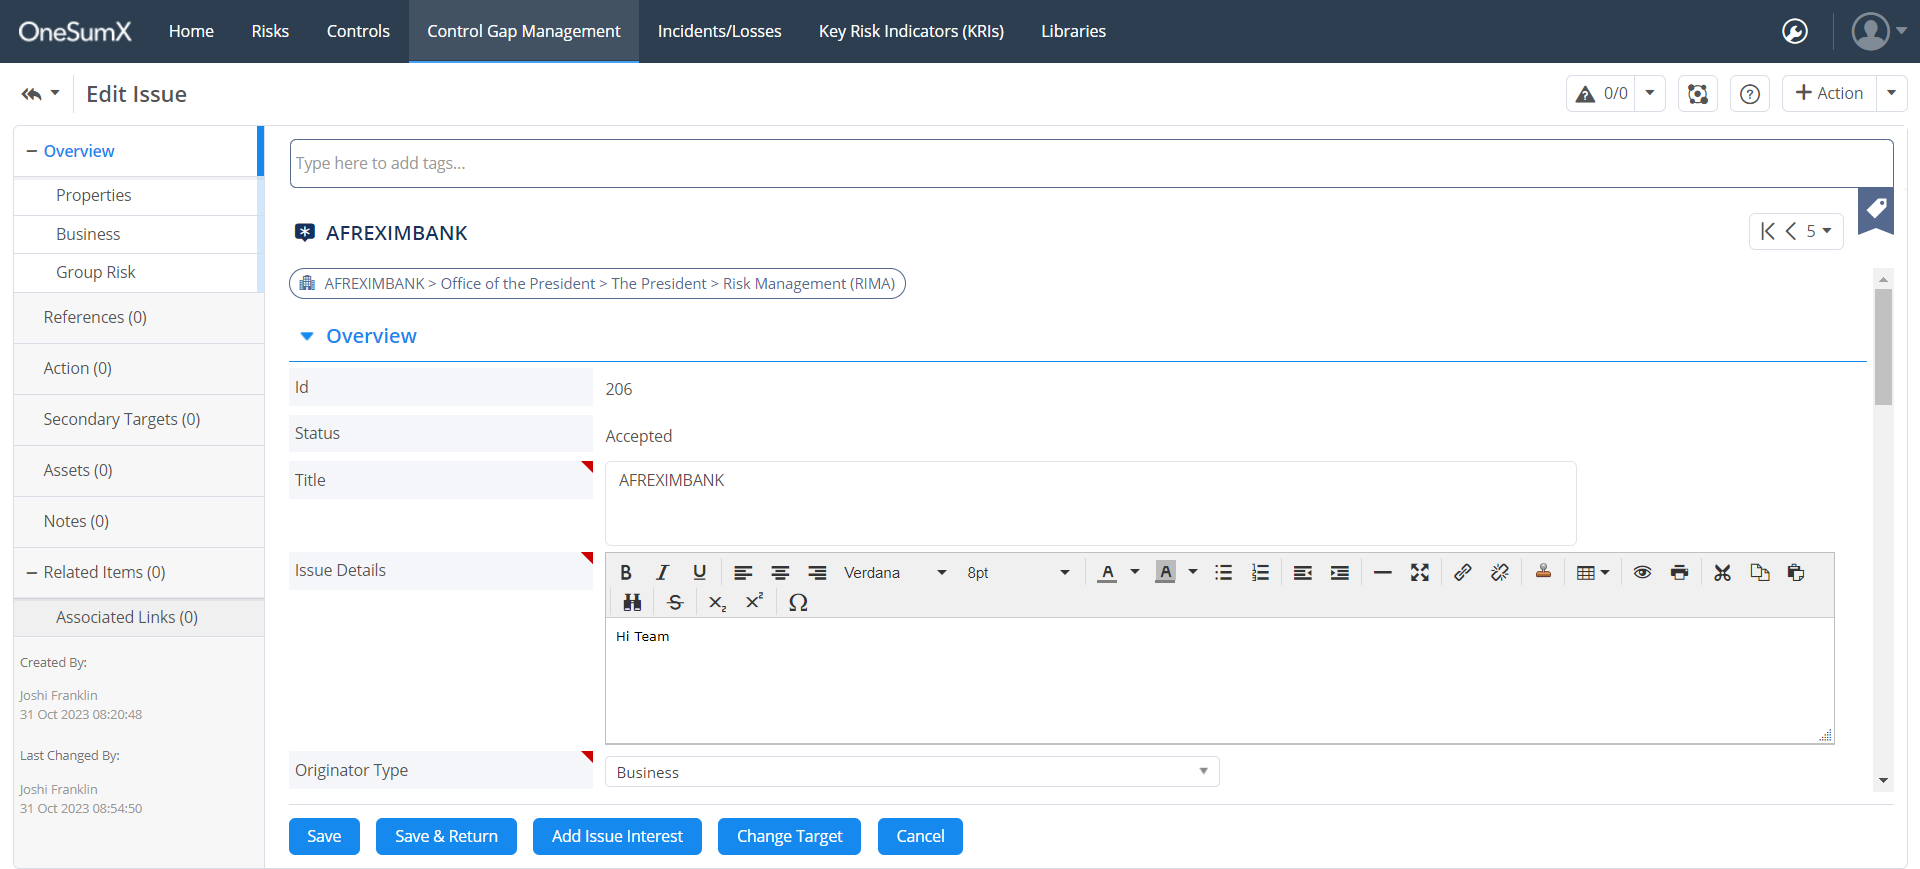 OneSumX Home Risks Controls Control Gap Management Incidents/Losses Key Risk Indicators (KRIs) Libraries
Edit Issue 0/0 Action
Overview
Properties
Business
Group Risk
References (0)
Action (0)
Secondary Targets (0)
Assets (0)
Notes (0)
Related Items (0)
Associated Links (0)
Created By:
Joshi Franklin
31 Oct 2023 08:20:48
Last Changed By:
Joshi Franklin
31 Oct 2023 08:54:50
Type here to add tags...
AFREXIMBANK 5
AFREXIMBANK > Office of the President > The President > Risk Management (RIMA)
Overview
Id 206
Status Accepted
Title AFREXIMBANK
Issue Details
B I U Verdana 8pt A A
S X₂ X² Ω
Hi Team
Originator Type Business
Save Save & Return Add Issue Interest Change Target Cancel